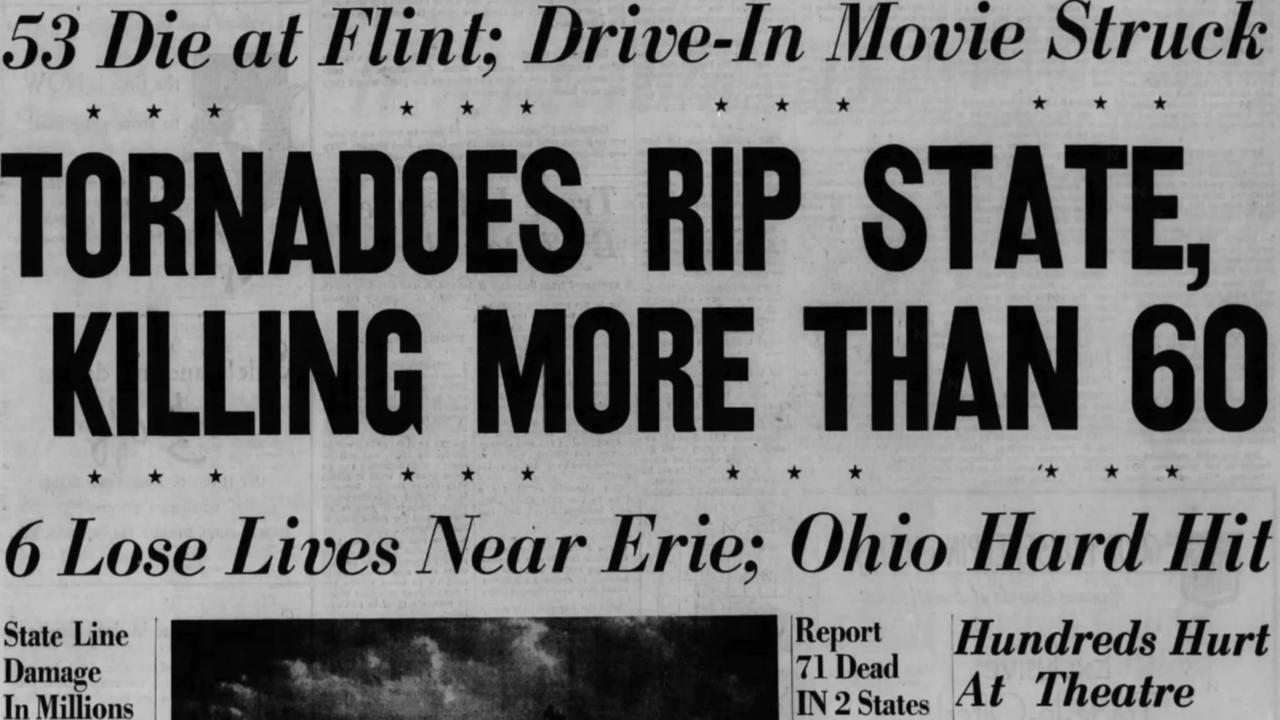 53 Die at Flint; Drive-In Movie Struck
TORNADOES RIP STATE,
KILLING MORE THAN 60
6 Lose Lives Near Erie; Ohio Hard Hit
State Line
Damage
In Millions
Report
71 Dead
IN 2 States
Hundreds Hurt
At Theatre